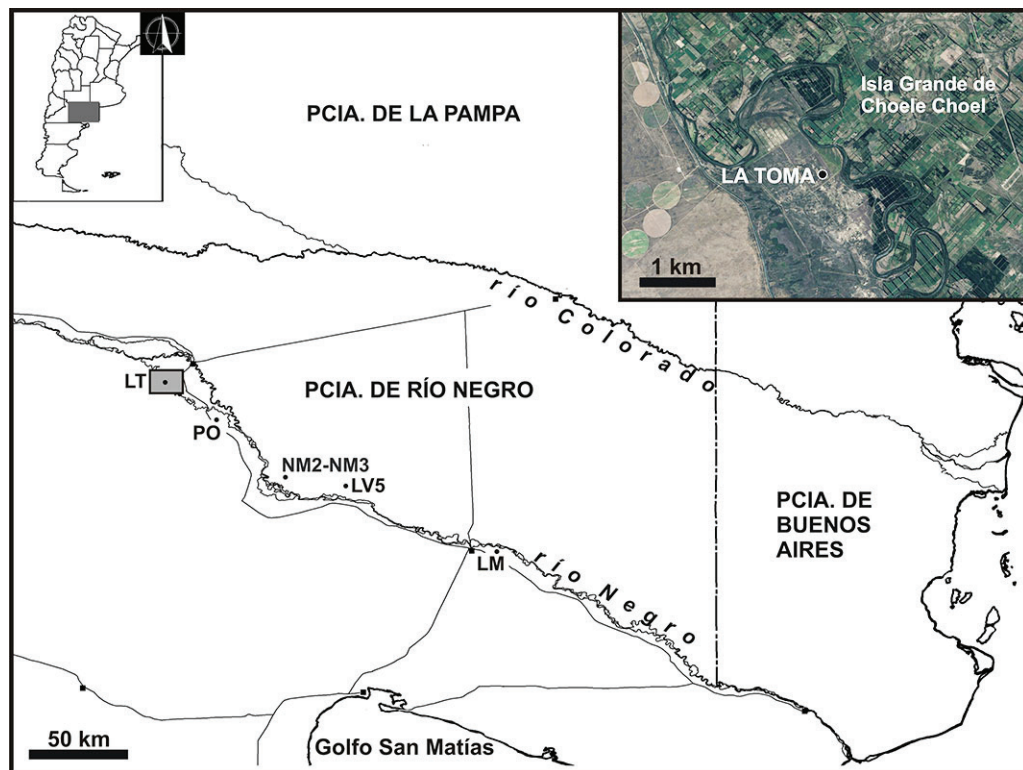 PCIA. DE LA PAMPA
Isla Grande de
Choele Choel
LA TOMA
1 km
río Colorado
LT
PCIA. DE RÍO NEGRO
PO
NM2-NM3
LV5
PCIA. DE
BUENOS
AIRES
LM
río Negro
50 km
Golfo San Matías